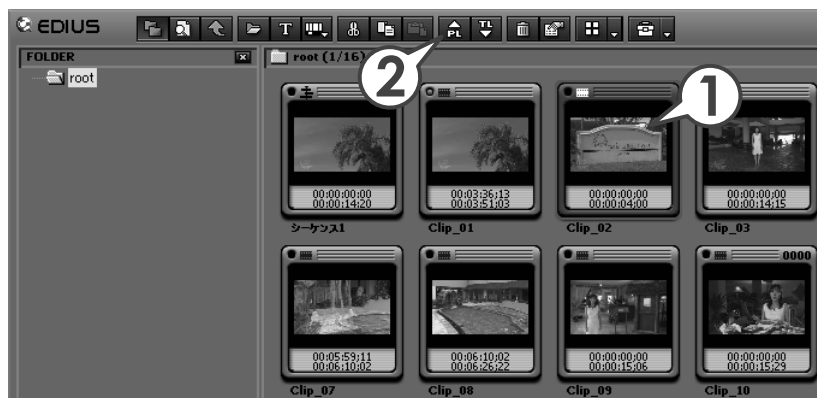 EDIUS
T PL TL
FOLDER
root (1/16)
root
2
1
00:00:00;00
00:00:14;20
シーケンス1
00:03:36;13
00:03:51;03
Clip_01
00:00:00;00
00:00:04;00
Clip_02
00:00:00;00
00:00:14;15
Clip_03
0000
00:05:59;11
00:06:10;02
Clip_07
00:06:10;02
00:06:26;22
Clip_08
00:00:00;00
00:00:15;06
Clip_09
00:00:00;00
00:00:15;29
Clip_10